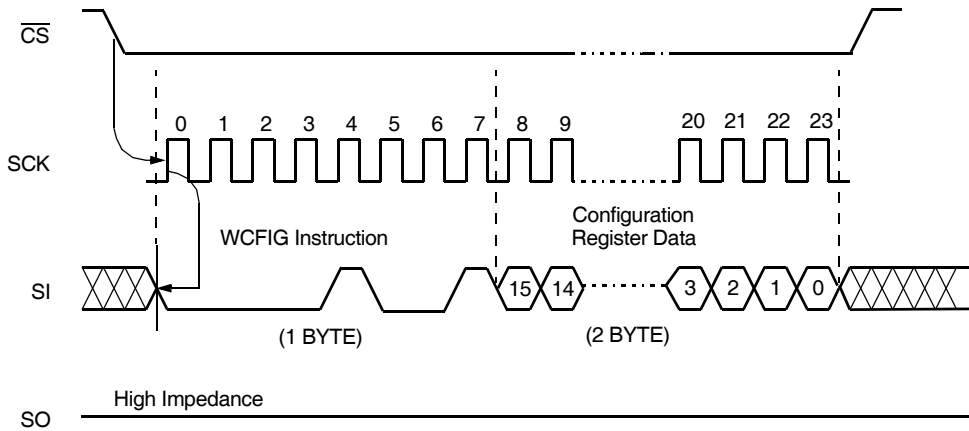 CS
SCK
0 1 2 3 4 5 6 7 8 9 20 21 22 23
WCFIG Instruction
Configuration
Register Data
SI
15 14 3 2 1 0
(1 BYTE)
(2 BYTE)
High Impedance
SO